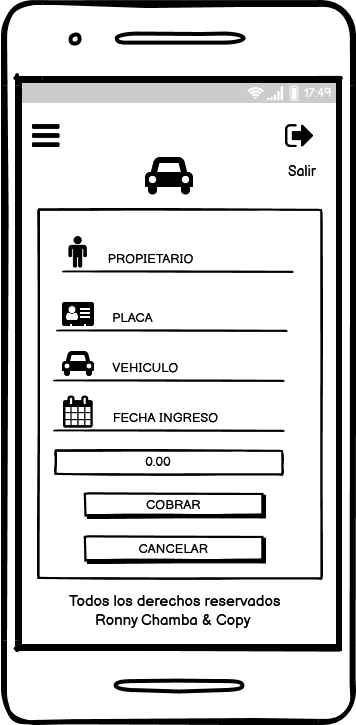 17:49
Salir
PROPIETARIO
PLACA
VEHICULO
FECHA INGRESO
0.00
COBRAR
CANCELAR
Todos los derechos reservados
Ronny Chamba & Copy